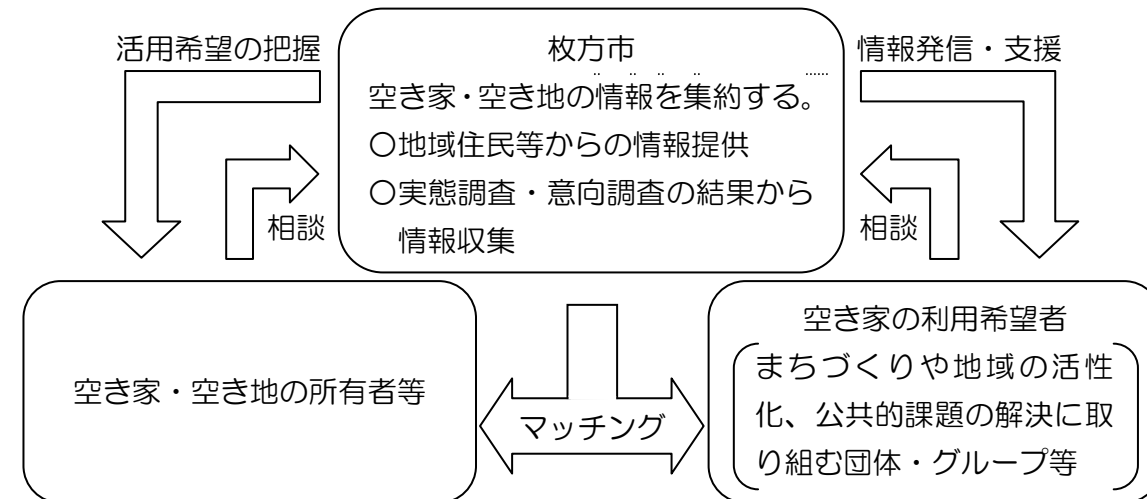 活用希望の把握
枚方市
情報発信・支援
空き家・空き地の情報を集約する。
〇地域住民等からの情報提供
〇実態調査・意向調査の結果から
情報収集
相談
相談
空き家・空き地の所有者等
マッチング
空き家の利用希望者
まちづくりや地域の活性
化、公共的課題の解決に取
り組む団体・グループ等